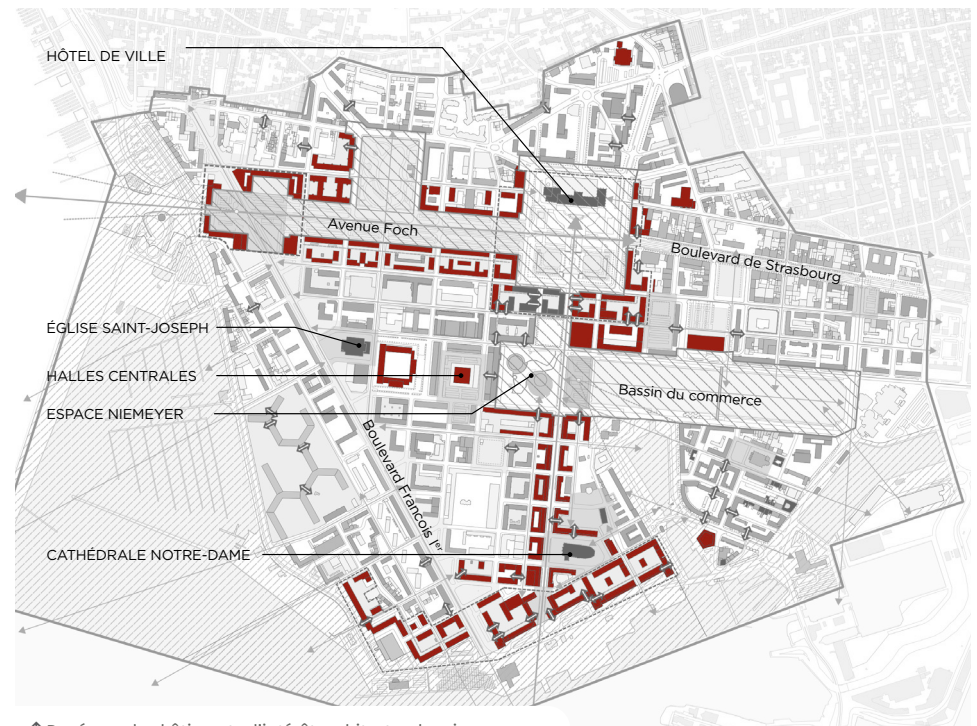 HÔTEL DE VILLE
Avenue Foch
Boulevard de Strasbourg
ÉGLISE SAINT-JOSEPH
HALLES CENTRALES
Bassin du commerce
ESPACE NIEMEYER
Boulevard François Iᵉʳ
CATHÉDRALE NOTRE-DAME